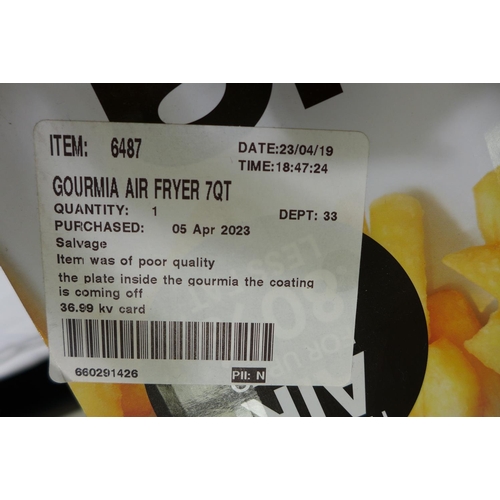 ITEM: 6487 DATE:23/04/19
TIME:18:47:24
GOURMIA AIR FRYER 7QT
QUANTITY: 1 DEPT: 33
PURCHASED: 05 Apr 2023
Salvage
Item was of poor quality
the plate inside the gourmia the coating
is coming off
36.99 kv card
660291426 PII: N
AIR